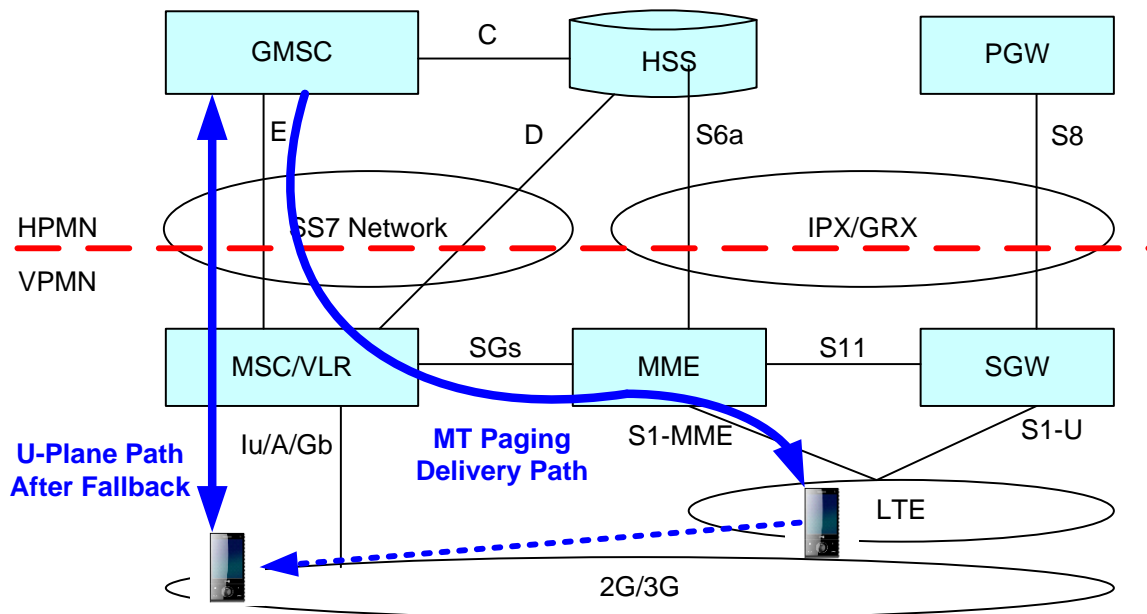 C
GMSC
HSS
PGW
E
D
S6a
S8
HPMN
SS7 Network
IPX/GRX
VPMN
SGs
S11
MSC/VLR
MME
SGW
Iu/A/Gb
MT Paging
Delivery Path
S1-MME
S1-U
U-Plane Path
After Fallback
LTE
2G/3G